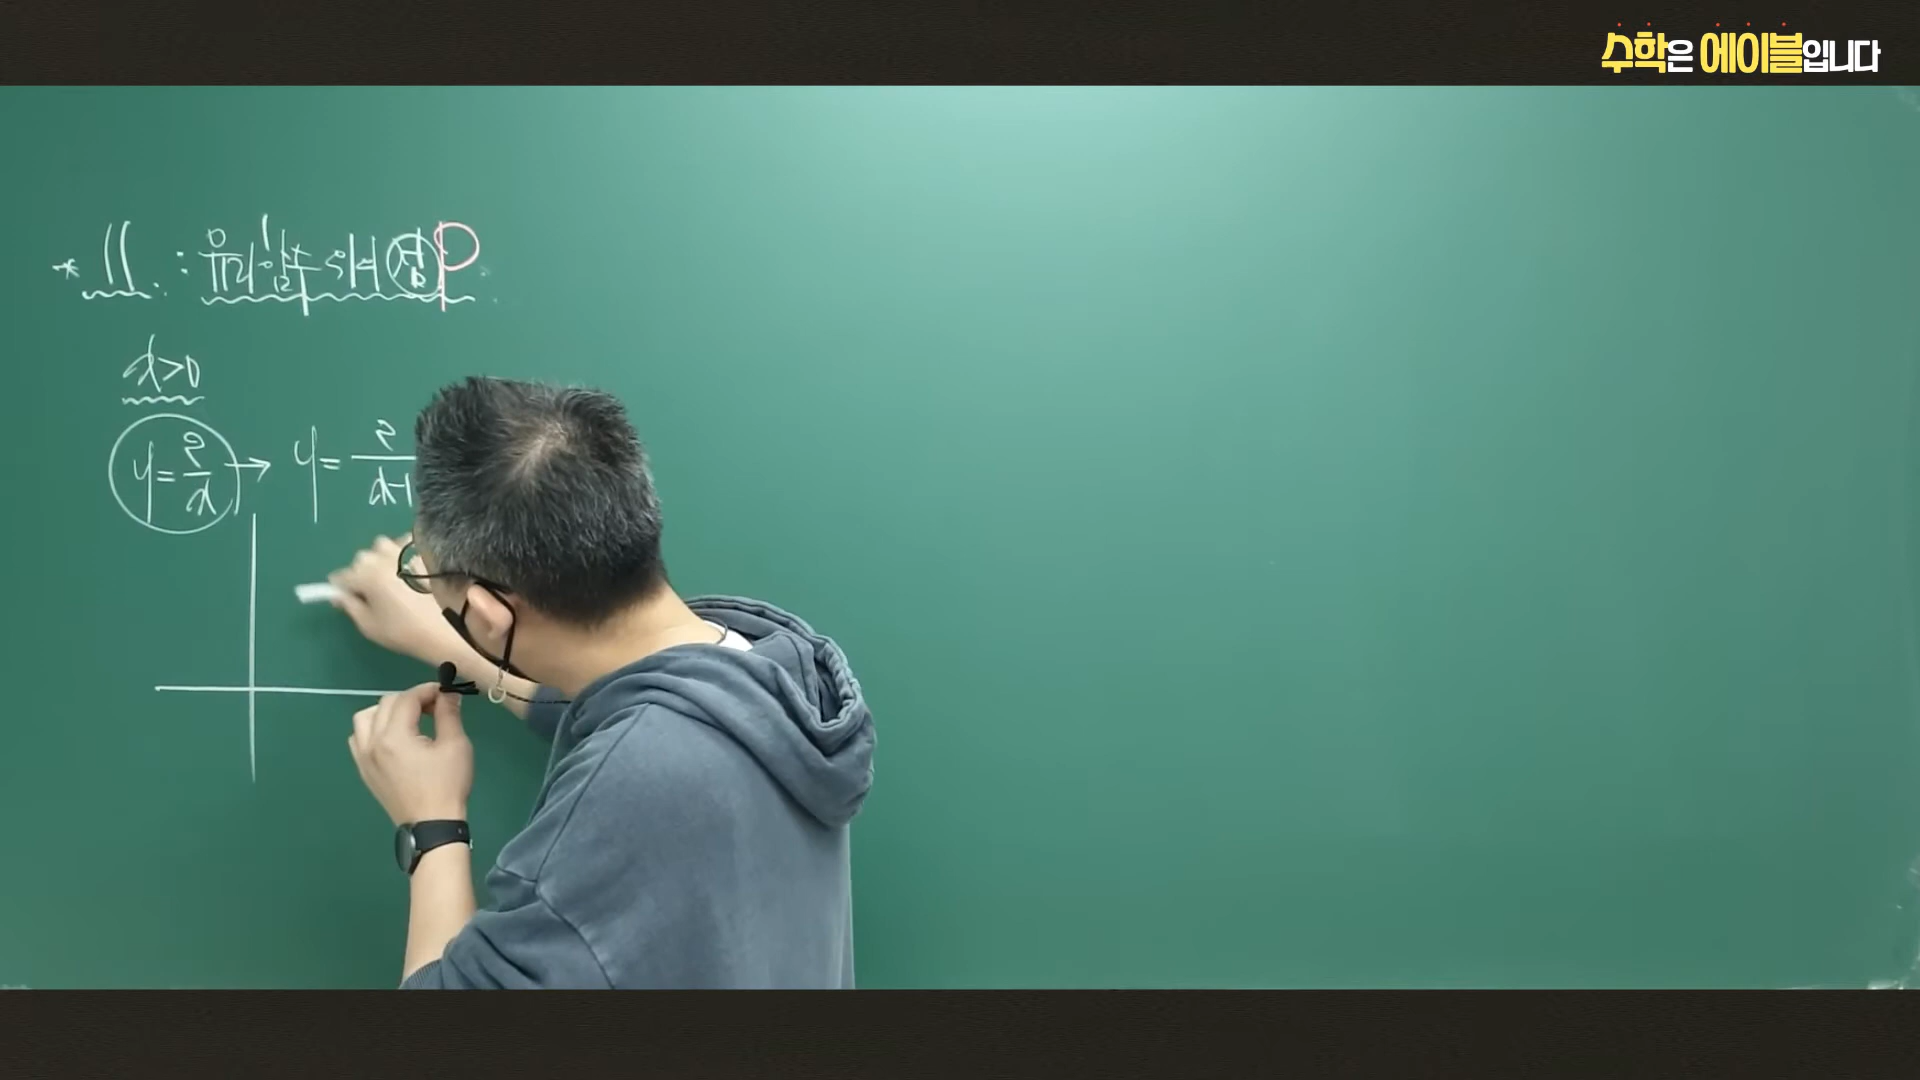 수학은 에이블입니다
* 11. : 유리함수 위의 점 P.
x>0
y=2/x → y=2/x-1